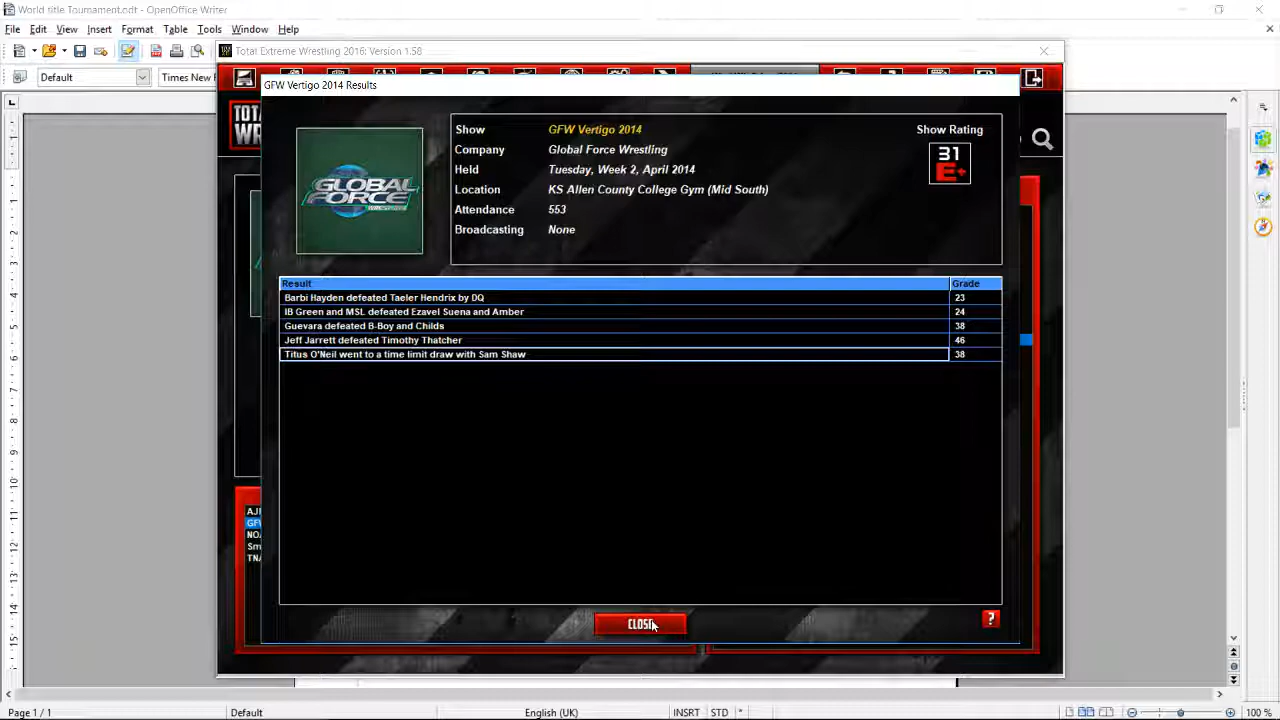 World title Tournament.odt - OpenOffice Writer
File Edit View Insert Format Table Tools Window Help
Total Extreme Wrestling 2016: Version 1.58
Default
Times New
GFW Vertigo 2014 Results
GLOBAL
FORCE
Show GFW Vertigo 2014
Company Global Force Wrestling
Held Tuesday, Week 2, April 2014
Location KS Allen County College Gym (Mid South)
Attendance 553
Broadcasting None
Show Rating
31
E+
Result Grade
Barbi Hayden defeated Taeler Hendrix by DQ 23
IB Green and MSL defeated Ezavel Suena and Amber 24
Guevara defeated B-Boy and Childs 38
Jeff Jarrett defeated Timothy Thatcher 46
Titus O'Neil went to a time limit draw with Sam Shaw 38
CLOSE
?
Page 1 / 1 Default English (UK) INSRT STD * 100 %